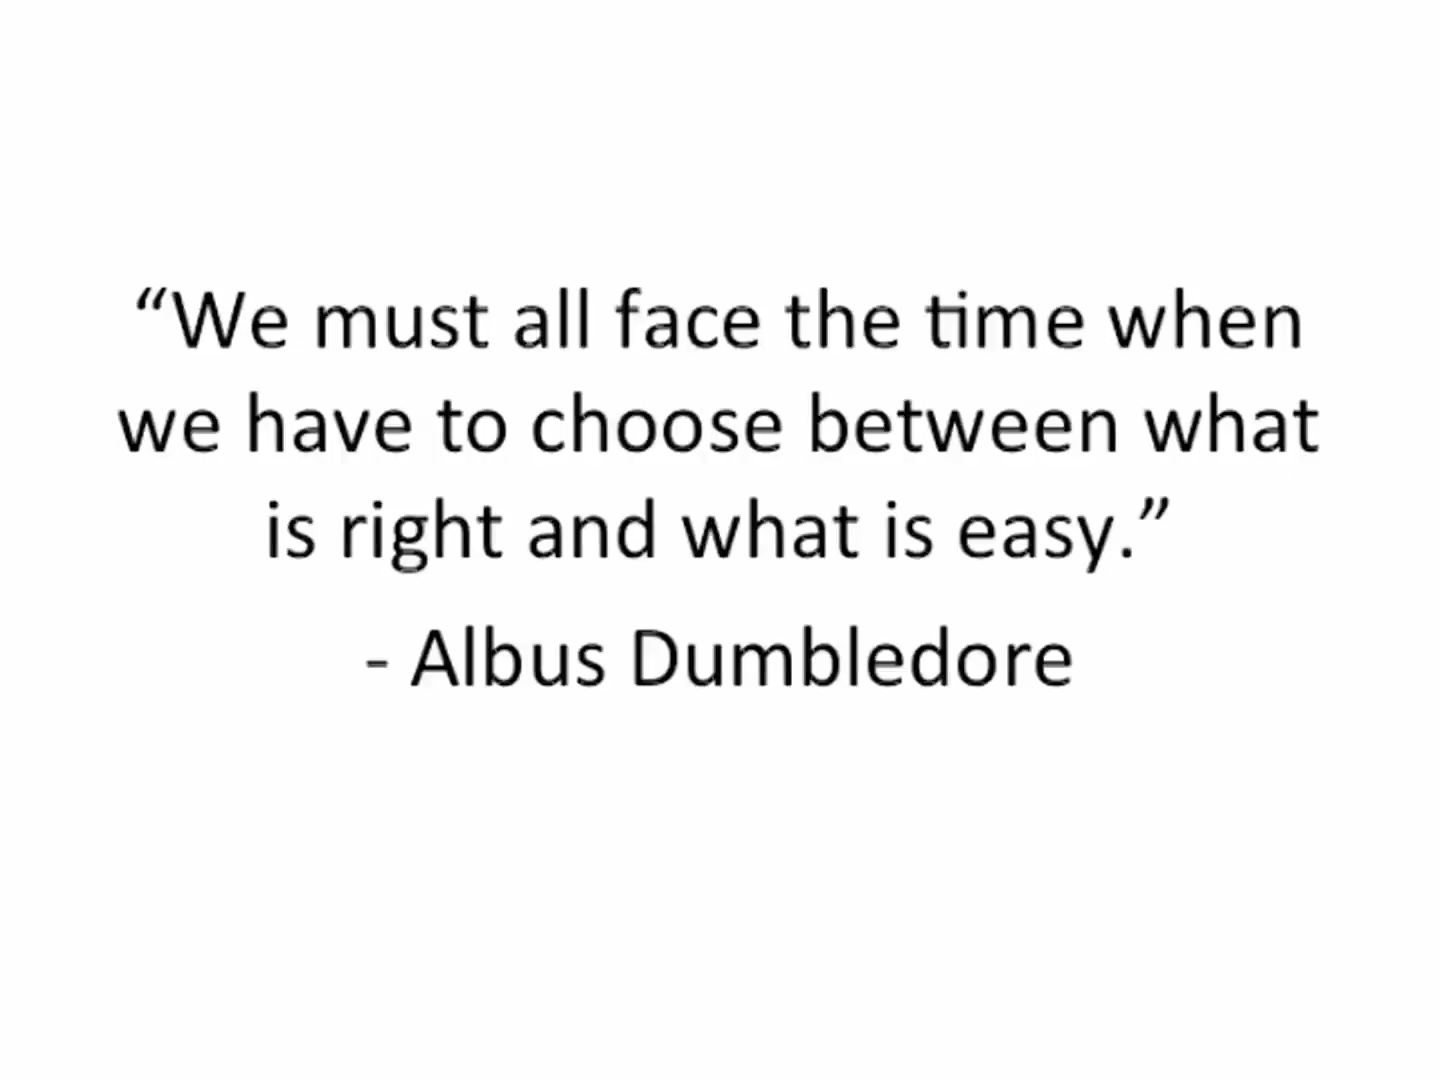 “We must all face the time when
we have to choose between what
is right and what is easy.”
- Albus Dumbledore